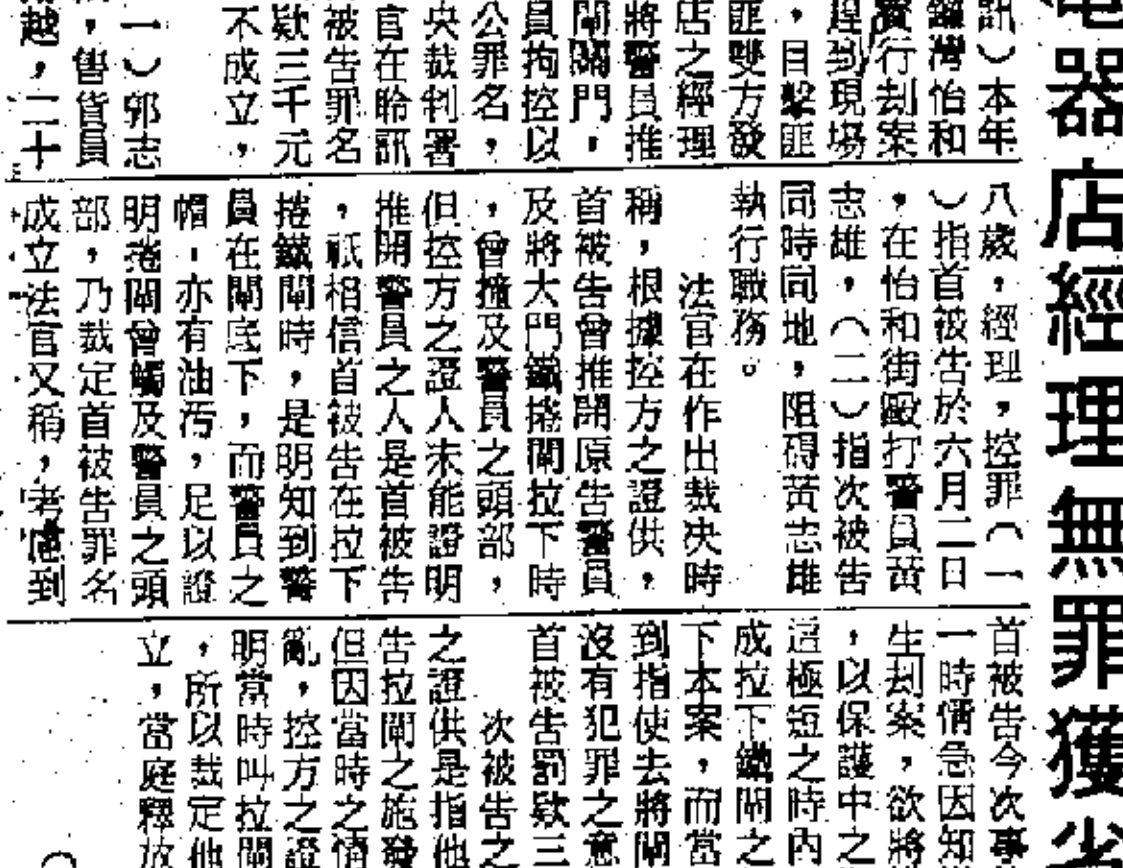 電器店經理無罪獲省
訊）本年
鑼灣怡和
實行刦案
趕到現場
，目擊匪
匪雙方發
店之經理
將警員推
閘關門，
員拘控以
公罪名，
央裁判署
官在聆訊
被告罪名
欵三千元
不成立，
一）郭志
，售貨員
越，二十
八歲，經理，控罪（一
）指首被告於六月二日
，在怡和街毆打警員黃
志雄，（二）指次被告
同時同地，阻碍黃志雄
執行職務。
法官在作出裁决時
稱，根據控方之證供，
首被告曾推開原告警員
及將大門鐵捲閘拉下時
，曾撞及警員之頭部，
但控方之證人未能證明
推開警員之人是首被告
，祇相信首被告在拉下
捲鐵閘時，是明知到警
員在閘底下，而警員之
帽，亦有油污，足以證
明捲閘曾觸及警員之頭
部，乃裁定首被告罪名
成立法官又稱，考慮到
首被告今次事
一時情急因知
生刦案，欲將
，以保護中之
這極短之時內
成拉下鐵閘之
下本案，而當
到指使去將閘
沒有犯罪之意
首被告罰欵三
次被告之
之證供是指他
告拉閘之施發
但因當時之情
亂，控方之證
明當時叫拉閘
，所以裁定他
立，當庭釋放